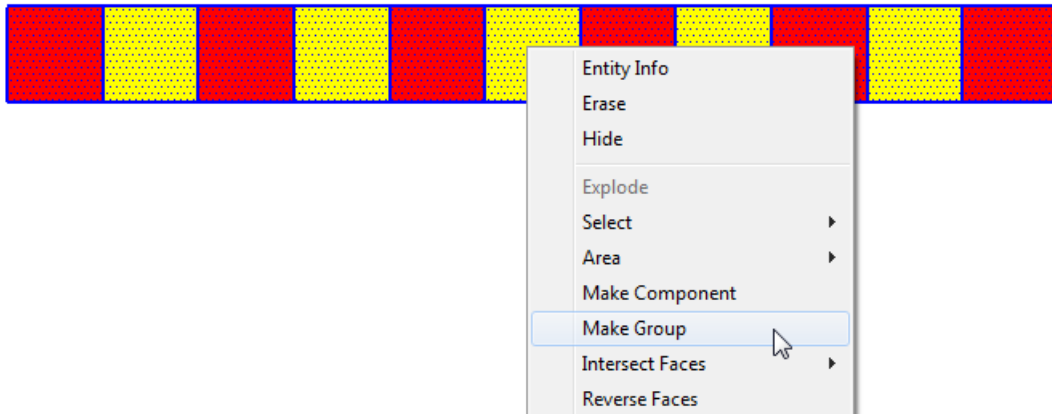 Entity Info
Erase
Hide
Explode
Select
Area
Make Component
Make Group
Intersect Faces
Reverse Faces